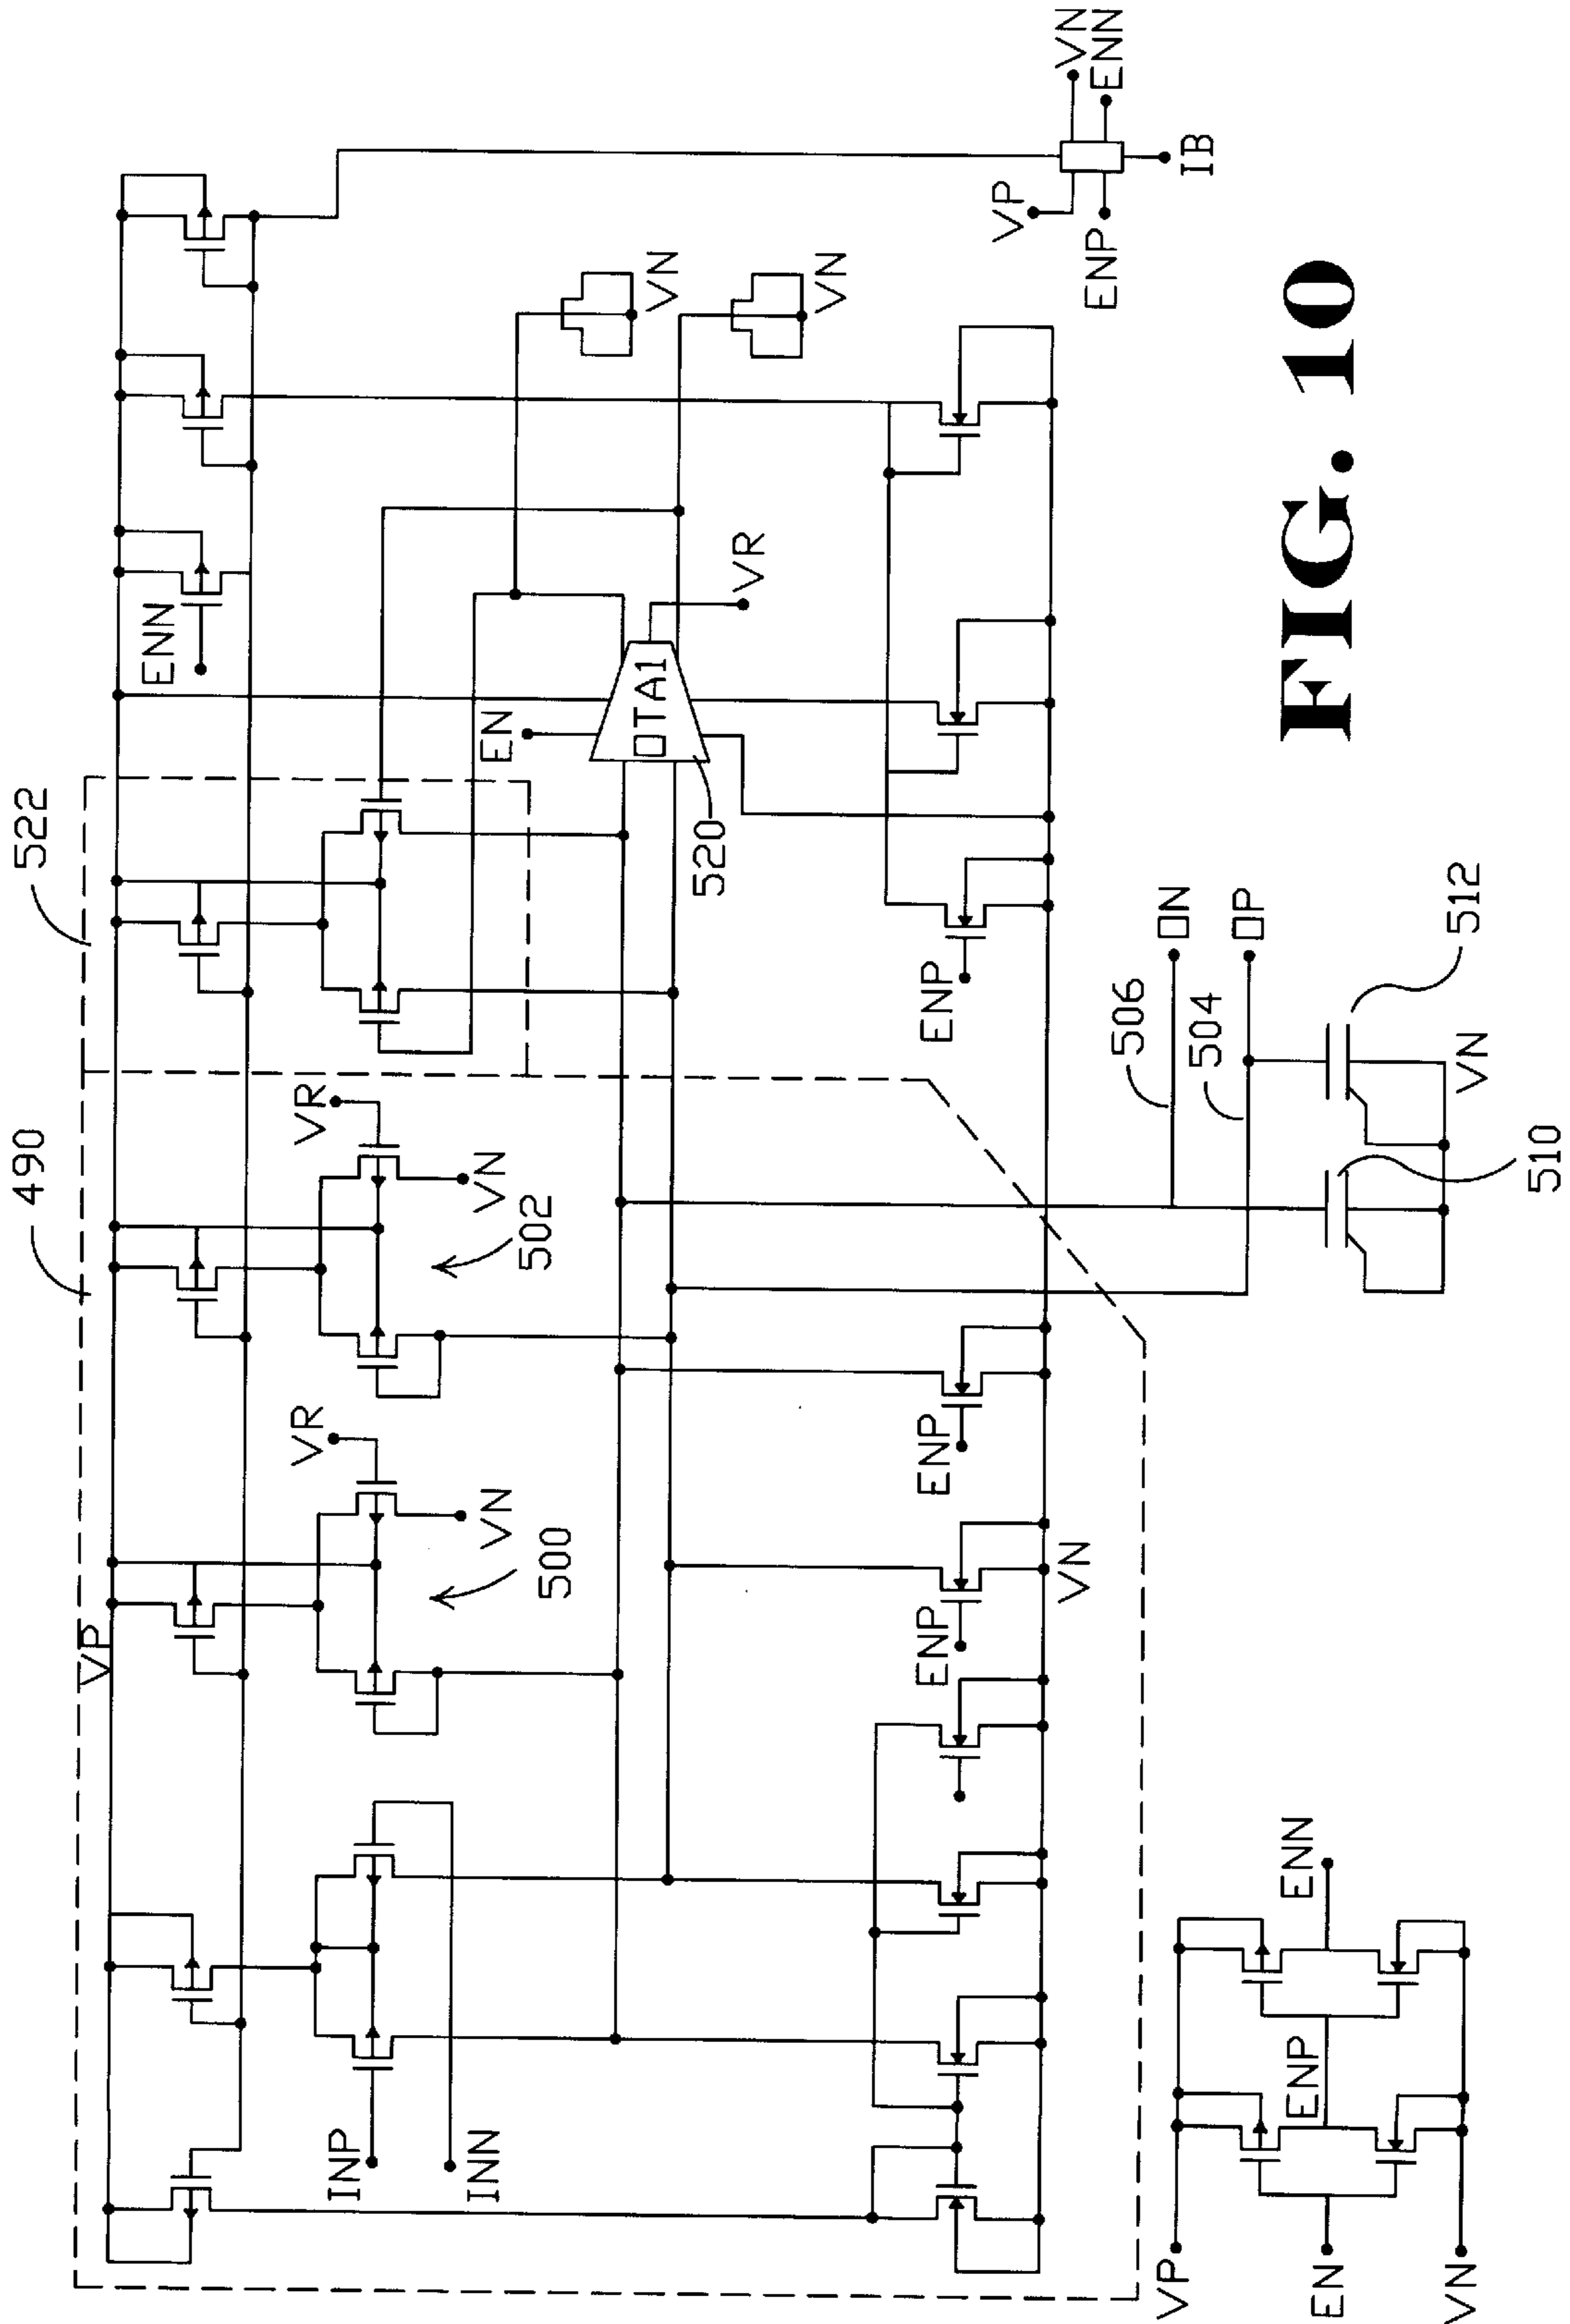 490
522
VP
ENN
VR
VR
INP
INN
VN
VN
EN
500
502
OTA1
VN
520
VR
VN
ENP
ENP
ENP
VP
VN
VN
ENP
ENN
506
ON
IB
504
OP
VP
ENP
ENN
EN
FIG. 10
VN
VN
512
510